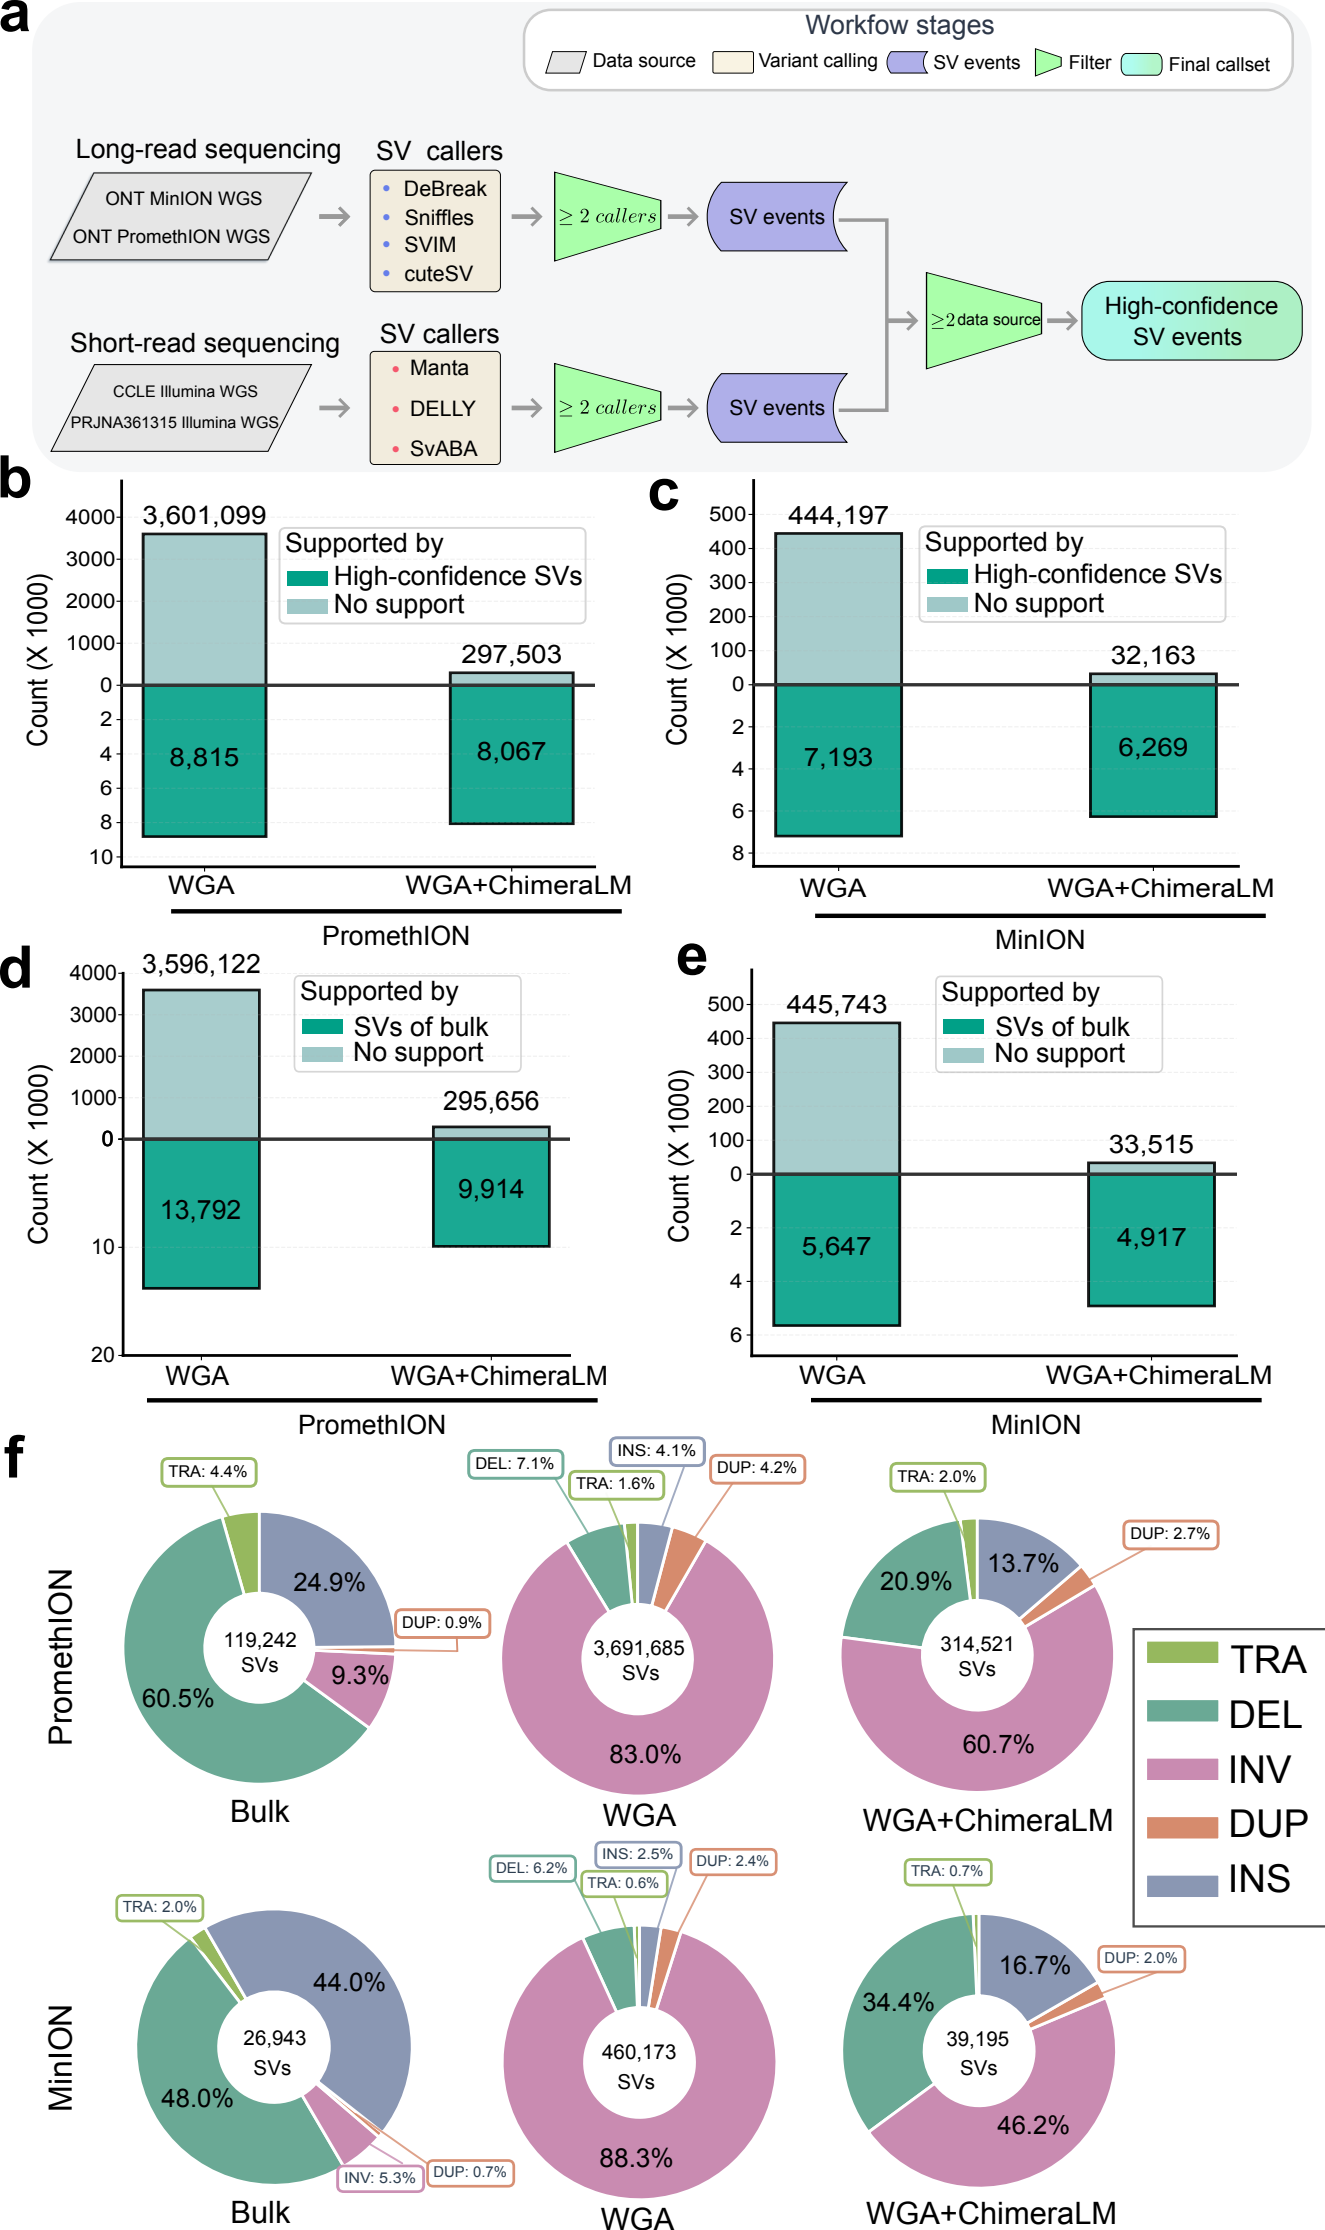 a
Workfow stages
Data source
Variant calling
SV events
Filter
Final callset
Long-read sequencing
ONT MinION WGS
ONT PromethION WGS
SV callers
• DeBreak
• Sniffles
• SVIM
• cuteSV
≥ 2 callers
SV events
Short-read sequencing
CCLE Illumina WGS
PRJNA361315 Illumina WGS
SV callers
• Manta
• DELLY
• SvABA
≥ 2 callers
SV events
≥2 data source
High-confidence
SV events
b
Count (X 1000)
4000
3000
2000
1000
0
2
4
6
8
10
3,601,099
297,503
8,815
8,067
Supported by
High-confidence SVs
No support
WGA
WGA+ChimeraLM
PromethION
c
Count (X 1000)
500
400
300
200
100
0
2
4
6
8
444,197
32,163
7,193
6,269
Supported by
High-confidence SVs
No support
WGA
WGA+ChimeraLM
MinION
d
Count (X 1000)
4000
3000
2000
1000
0
10
20
3,596,122
295,656
13,792
9,914
Supported by
SVs of bulk
No support
WGA
WGA+ChimeraLM
PromethION
e
Count (X 1000)
500
400
300
200
100
0
2
4
6
445,743
33,515
5,647
4,917
Supported by
SVs of bulk
No support
WGA
WGA+ChimeraLM
MinION
f
PromethION
TRA: 4.4%
24.9%
DUP: 0.9%
9.3%
60.5%
119,242
SVs
Bulk
DEL: 7.1%
TRA: 1.6%
INS: 4.1%
DUP: 4.2%
3,691,685
SVs
83.0%
WGA
TRA: 2.0%
13.7%
DUP: 2.7%
20.9%
314,521
SVs
60.7%
WGA+ChimeraLM
TRA
DEL
INV
DUP
INS
MinION
TRA: 2.0%
44.0%
26,943
SVs
48.0%
INV: 5.3%
DUP: 0.7%
Bulk
DEL: 6.2%
TRA: 0.6%
INS: 2.5%
DUP: 2.4%
460,173
SVs
88.3%
WGA
TRA: 0.7%
16.7%
DUP: 2.0%
34.4%
39,195
SVs
46.2%
WGA+ChimeraLM